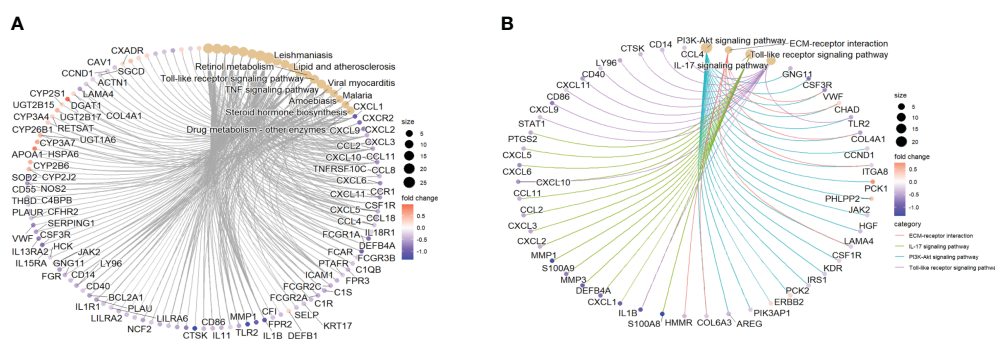 A
CXADR
CAV1
CCND1
SGCD
ACTN1
LAMA4
CYP2S1
DGAT1
UGT2B15
COL4A1
UGT2B17
CYP3A4
RETSAT
CYP26B1
UGT1A6
CYP3A7
APOA1
HSPA6
CYP2B6
SOD2
CYP2J2
CD55
NOS2
THBD
C4BPB
PLAUR
CFHR2
SERPING1
CSF3R
VWF
HCK
IL13RA2
JAK2
IL15RA
GNG11
LY96
FGR
CD14
CD40
BCL2A1
IL1R1
PLAU
LILRA2
LILRA6
NCF2
CD86
CTSK
IL11
MMP1
TLR2
CFI
FPR2
IL1B
DEFB1
KRT17
SELP
FCGR2A
C1R
FCGR2C
C1S
ICAM1
FPR3
C1QB
PTAFR
FCGR3B
FCAR
DEFB4A
FCGR1A
IL18R1
CCL4
CCL18
CXCL5
CSF1R
CXCL11
CCR1
CXCL6
TNFRSF10C
CCL8
CXCL10
CCL11
CCL2
CXCL3
CXCL9
CXCL2
CXCR2
CXCL1
Leishmaniasis
Retinol metabolism
Lipid and atherosclerosis
Toll-like receptor signaling pathway
Viral myocarditis
TNF signaling pathway
Malaria
Amoebiasis
Steroid hormone biosynthesis
Drug metabolism - other enzymes
size
5
10
15
20
25
fold change
0.5
0.0
-0.5
-1.0
B
PI3K-Akt signaling pathway
ECM-receptor interaction
CCL4
Toll-like receptor signaling pathway
IL-17 signaling pathway
CD14
CTSK
LY96
CD40
CD86
CXCL9
STAT1
PTGS2
CXCL5
CXCL6
CXCL10
CCL11
CCL2
CXCL3
CXCL2
MMP1
S100A9
MMP3
DEFB4A
CXCL1
IL1B
S100A8
HMMR
COL6A3
AREG
PIK3AP1
ERBB2
PCK2
IRS1
KDR
CSF1R
LAMA4
HGF
JAK2
PHLPP2
PCK1
ITGA8
CCND1
COL4A1
TLR2
CHAD
VWF
CSF3R
GNG11
size
5
10
15
20
fold change
0.5
0.0
-0.5
-1.0
category
ECM-receptor interaction
IL-17 signaling pathway
PI3K-Akt signaling pathway
Toll-like receptor signaling pathwa